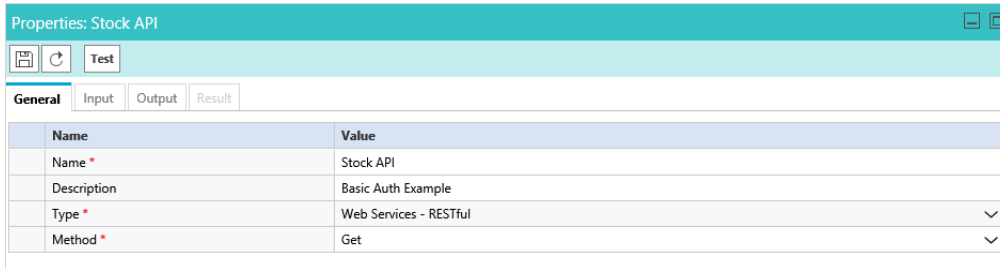 Properties: Stock API
Test
General Input Output Result
Name Value
Name * Stock API
Description Basic Auth Example
Type * Web Services - RESTful
Method * Get